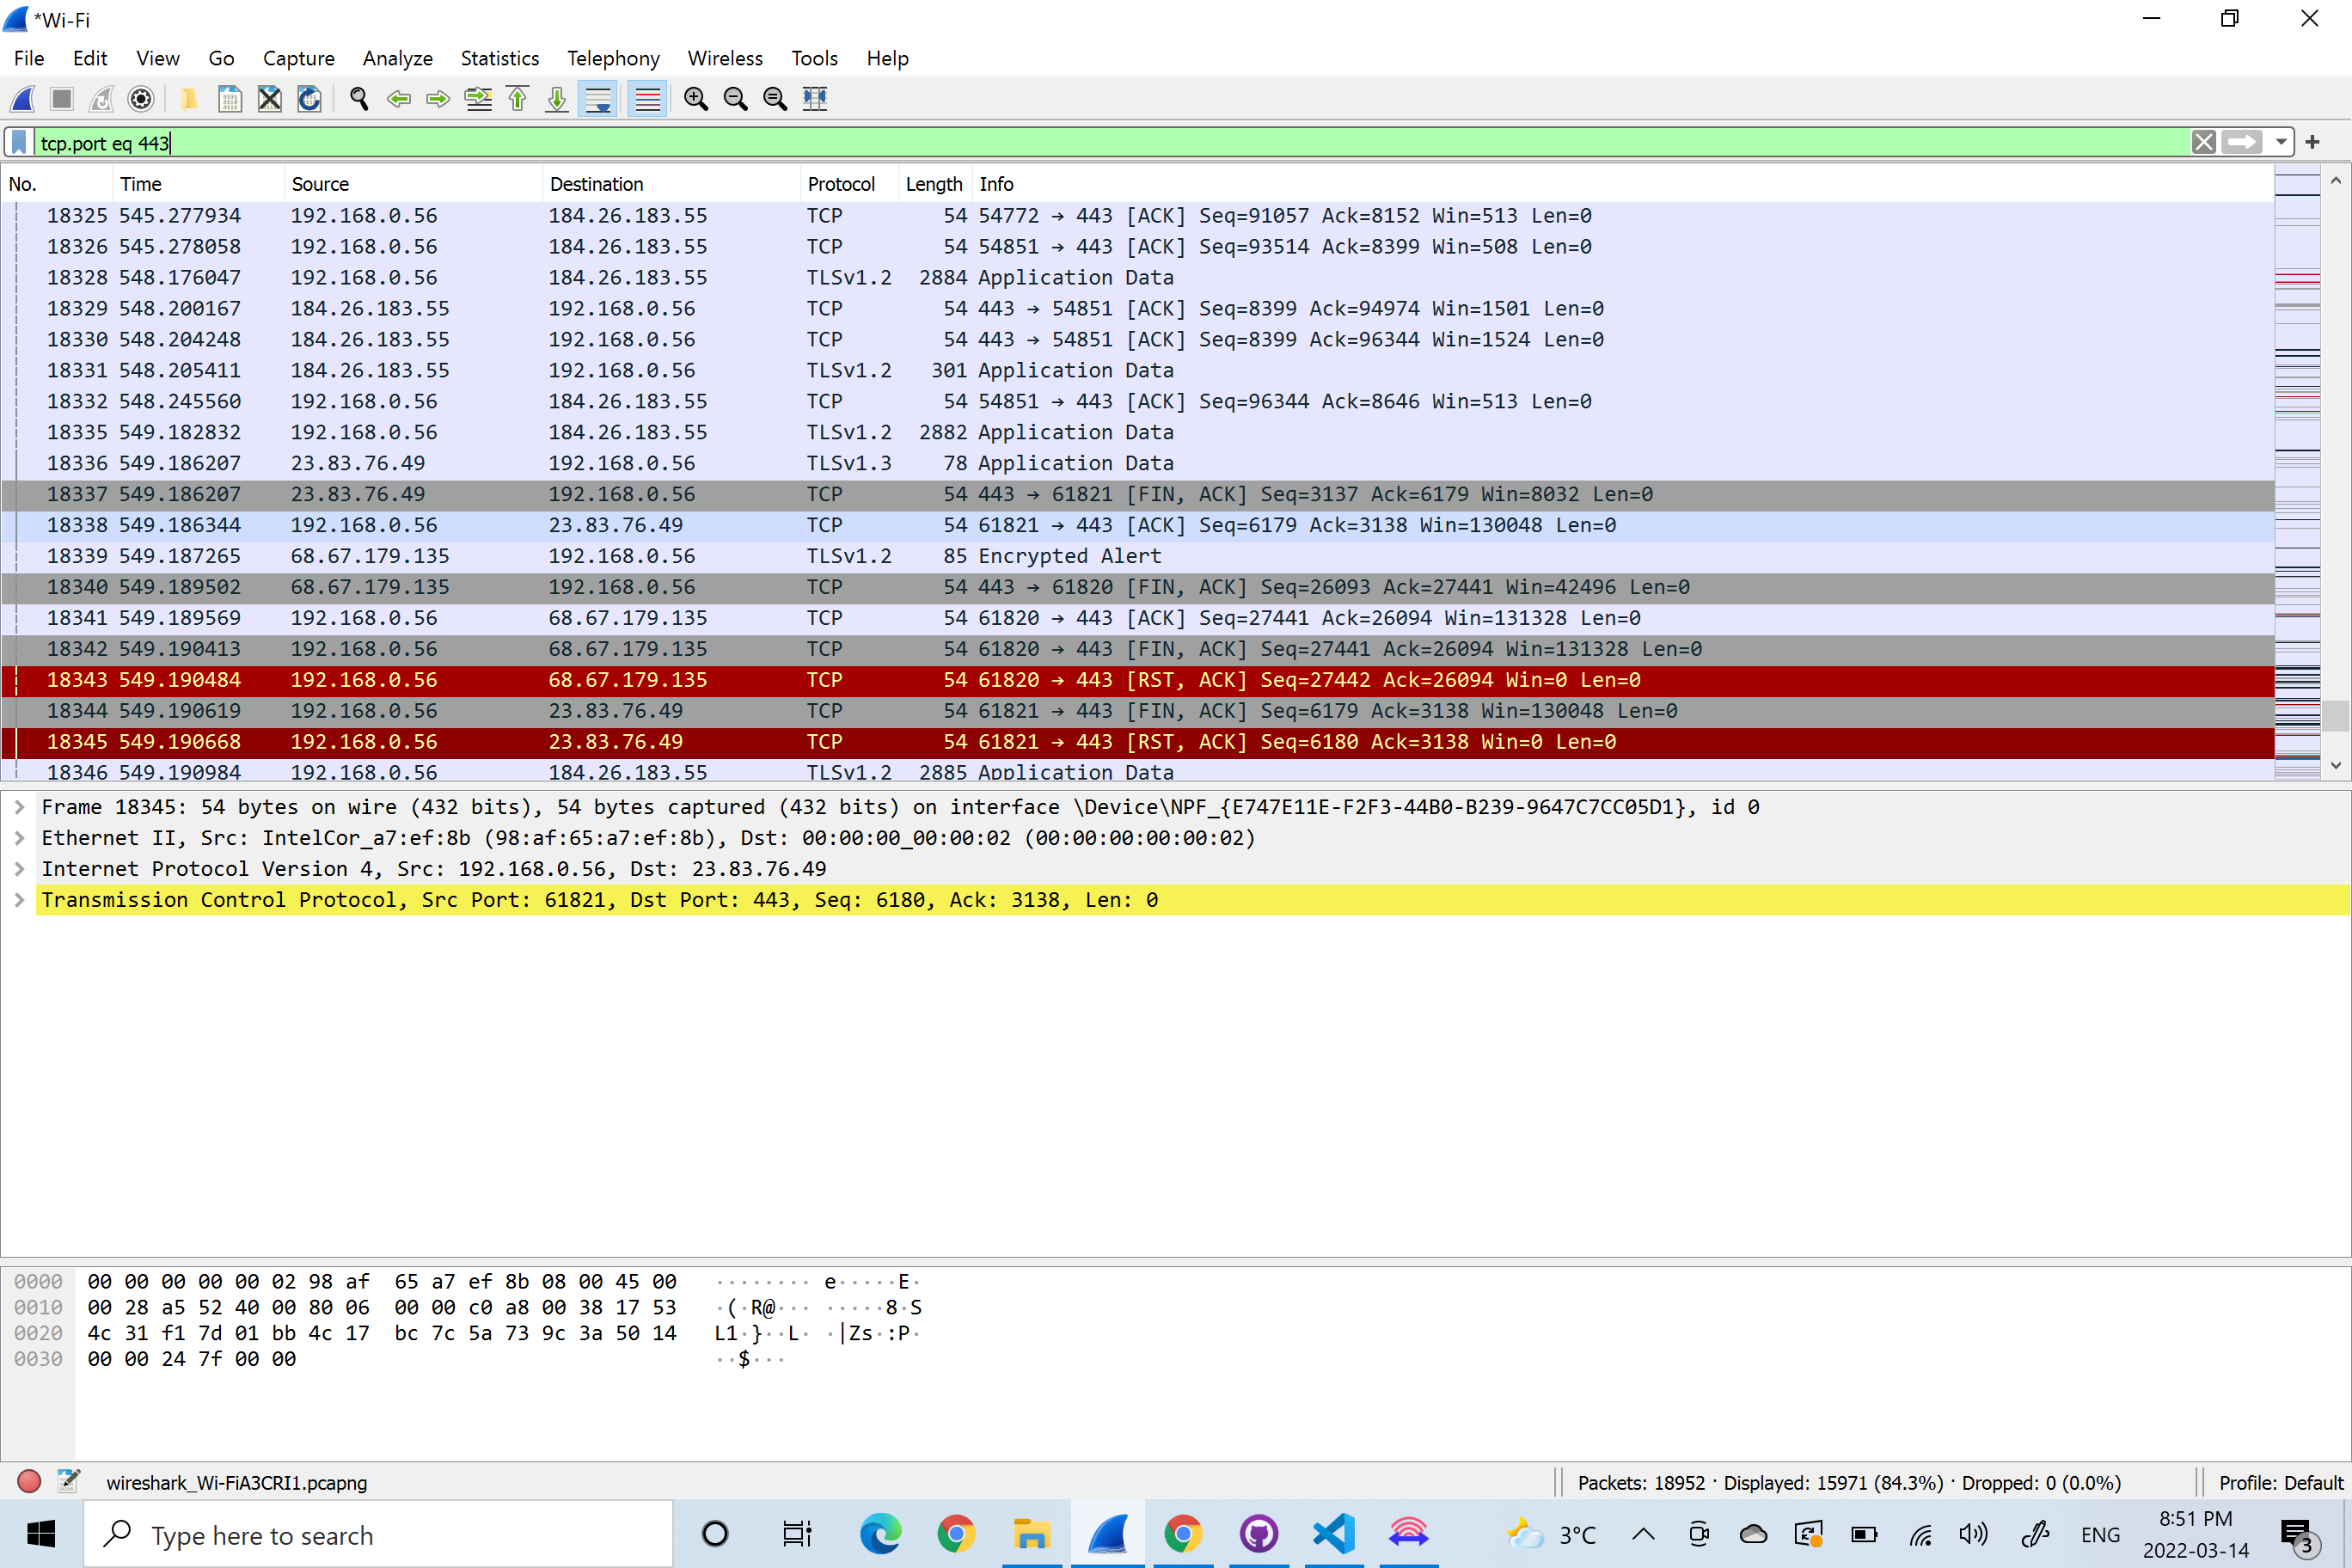 *Wi-Fi
File Edit View Go Capture Analyze Statistics Telephony Wireless Tools Help
tcp.port eq 443
No. Time Source Destination Protocol Length Info
18325 545.277934 192.168.0.56 184.26.183.55 TCP 54 54772 → 443 [ACK] Seq=91057 Ack=8152 Win=513 Len=0
18326 545.278058 192.168.0.56 184.26.183.55 TCP 54 54851 → 443 [ACK] Seq=93514 Ack=8399 Win=508 Len=0
18328 548.176047 192.168.0.56 184.26.183.55 TLSv1.2 2884 Application Data
18329 548.200167 184.26.183.55 192.168.0.56 TCP 54 443 → 54851 [ACK] Seq=8399 Ack=94974 Win=1501 Len=0
18330 548.204248 184.26.183.55 192.168.0.56 TCP 54 443 → 54851 [ACK] Seq=8399 Ack=96344 Win=1524 Len=0
18331 548.205411 184.26.183.55 192.168.0.56 TLSv1.2 301 Application Data
18332 548.245560 192.168.0.56 184.26.183.55 TCP 54 54851 → 443 [ACK] Seq=96344 Ack=8646 Win=513 Len=0
18335 549.182832 192.168.0.56 184.26.183.55 TLSv1.2 2882 Application Data
18336 549.186207 23.83.76.49 192.168.0.56 TLSv1.3 78 Application Data
18337 549.186207 23.83.76.49 192.168.0.56 TCP 54 443 → 61821 [FIN, ACK] Seq=3137 Ack=6179 Win=8032 Len=0
18338 549.186344 192.168.0.56 23.83.76.49 TCP 54 61821 → 443 [ACK] Seq=6179 Ack=3138 Win=130048 Len=0
18339 549.187265 68.67.179.135 192.168.0.56 TLSv1.2 85 Encrypted Alert
18340 549.189502 68.67.179.135 192.168.0.56 TCP 54 443 → 61820 [FIN, ACK] Seq=26093 Ack=27441 Win=42496 Len=0
18341 549.189569 192.168.0.56 68.67.179.135 TCP 54 61820 → 443 [ACK] Seq=27441 Ack=26094 Win=131328 Len=0
18342 549.190413 192.168.0.56 68.67.179.135 TCP 54 61820 → 443 [FIN, ACK] Seq=27441 Ack=26094 Win=131328 Len=0
18343 549.190484 192.168.0.56 68.67.179.135 TCP 54 61820 → 443 [RST, ACK] Seq=27442 Ack=26094 Win=0 Len=0
18344 549.190619 192.168.0.56 23.83.76.49 TCP 54 61821 → 443 [FIN, ACK] Seq=6179 Ack=3138 Win=130048 Len=0
18345 549.190668 192.168.0.56 23.83.76.49 TCP 54 61821 → 443 [RST, ACK] Seq=6180 Ack=3138 Win=0 Len=0
18346 549.190984 192.168.0.56 184.26.183.55 TLSv1.2 2885 Application Data
Frame 18345: 54 bytes on wire (432 bits), 54 bytes captured (432 bits) on interface \Device\NPF_{E747E11E-F2F3-44B0-B239-9647C7CC05D1}, id 0
Ethernet II, Src: IntelCor_a7:ef:8b (98:af:65:a7:ef:8b), Dst: 00:00:00_00:00:02 (00:00:00:00:00:02)
Internet Protocol Version 4, Src: 192.168.0.56, Dst: 23.83.76.49
Transmission Control Protocol, Src Port: 61821, Dst Port: 443, Seq: 6180, Ack: 3138, Len: 0
0000 00 00 00 00 00 02 98 af 65 a7 ef 8b 08 00 45 00 ········ e·····E·
0010 00 28 a5 52 40 00 80 06 00 00 c0 a8 00 38 17 53 ·(·R@··· ·····8·S
0020 4c 31 f1 7d 01 bb 4c 17 bc 7c 5a 73 9c 3a 50 14 L1·}··L· ·|Zs·:P·
0030 00 00 24 7f 00 00 ··$···
wireshark_Wi-FiA3CRI1.pcapng Packets: 18952 · Displayed: 15971 (84.3%) · Dropped: 0 (0.0%) Profile: Default
Type here to search 3°C ENG 8:51 PM
2022-03-14 3